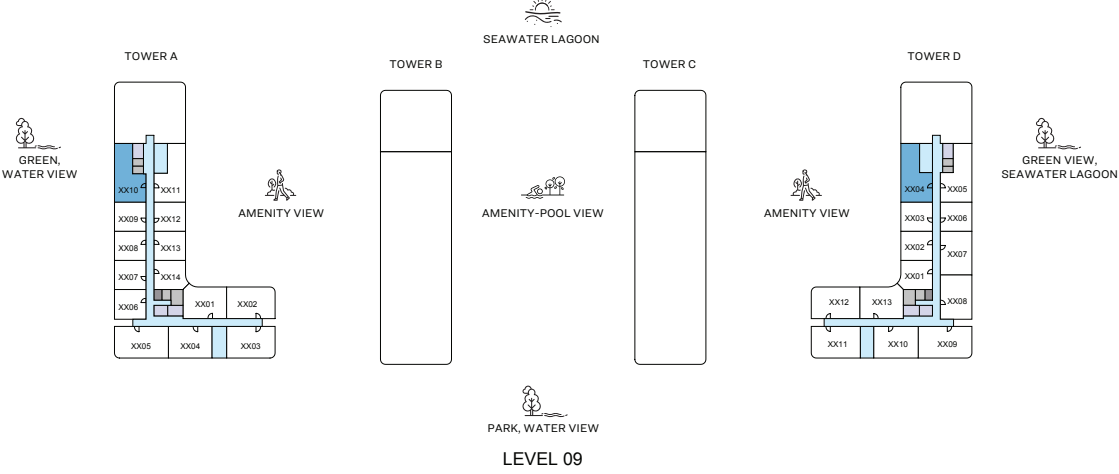 SEAWATER LAGOON
TOWER A
TOWER B
TOWER C
TOWER D
GREEN,
WATER VIEW
AMENITY VIEW
AMENITY-POOL VIEW
AMENITY VIEW
GREEN VIEW,
SEAWATER LAGOON
XX10 XX11
XX09 XX12
XX08 XX13
XX07 XX14
XX06 XX01 XX02
XX05 XX04 XX03
XX04 XX05
XX03 XX06
XX02 XX07
XX01
XX12 XX13 XX08
XX11 XX10 XX09
PARK, WATER VIEW
LEVEL 09